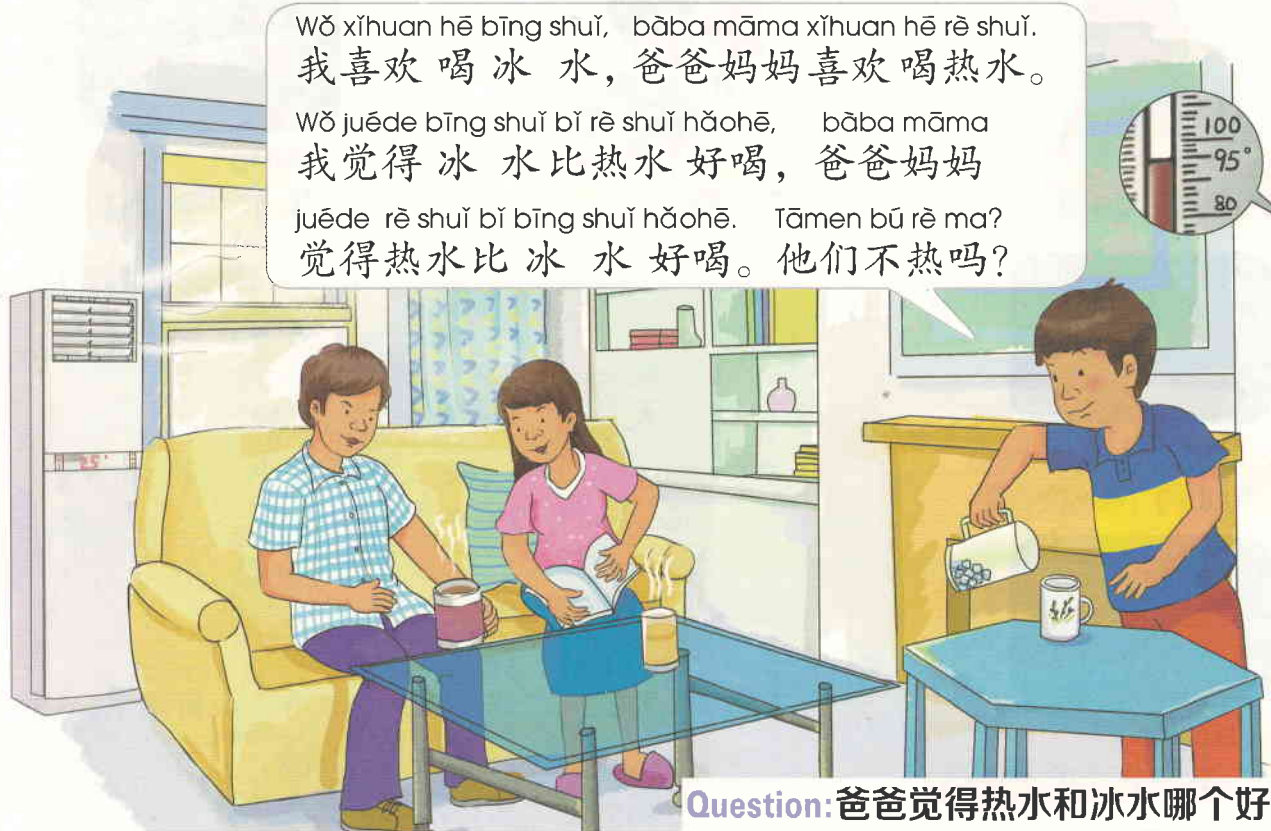 Wǒ xǐhuan hē bīng shuǐ, bàba māma xǐhuan hē rè shuǐ.
我喜欢喝冰水，爸爸妈妈喜欢喝热水。
Wǒ juéde bīng shuǐ bǐ rè shuǐ hǎohē, bàba māma
我觉得冰水比热水好喝，爸爸妈妈
juéde rè shuǐ bǐ bīng shuǐ hǎohē. Tāmen bú rè ma?
觉得热水比冰水好喝。他们不热吗？
100
95°
80
25°
Question:爸爸觉得热水和冰水哪个好